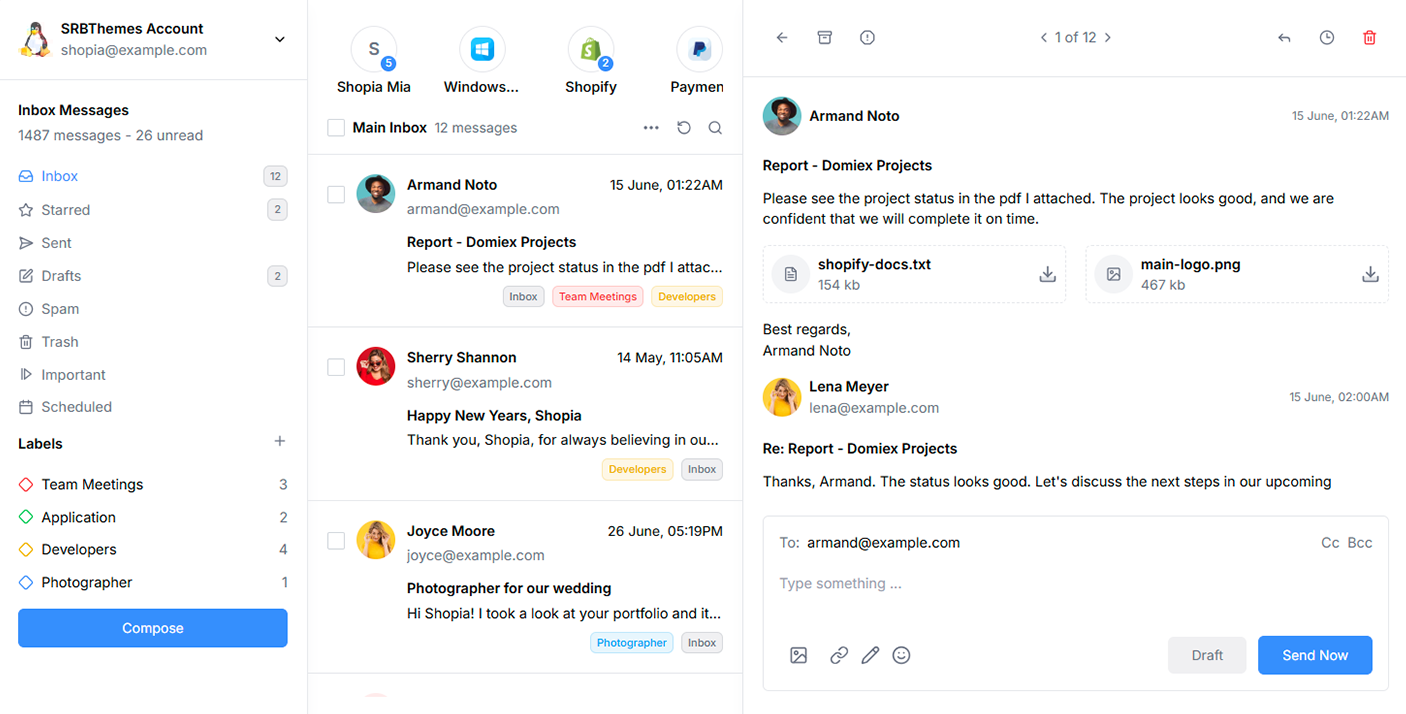 SRBThemes Account
shopia@example.com
Inbox Messages
1487 messages - 26 unread
Inbox
12
Starred
2
Sent
Drafts
2
Spam
Trash
Important
Scheduled
Labels
Team Meetings
3
Application
2
Developers
4
Photographer
1
Compose
S
5
Shopia Mia
Windows...
2
Shopify
Paymen
Main Inbox 12 messages
Armand Noto 15 June, 01:22AM
armand@example.com
Report - Domiex Projects
Please see the project status in the pdf I attac...
Inbox Team Meetings Developers
Sherry Shannon 14 May, 11:05AM
sherry@example.com
Happy New Years, Shopia
Thank you, Shopia, for always believing in ou...
Developers Inbox
Joyce Moore 26 June, 05:19PM
joyce@example.com
Photographer for our wedding
Hi Shopia! I took a look at your portfolio and it...
Photographer Inbox
1 of 12
Armand Noto 15 June, 01:22AM
Report - Domiex Projects
Please see the project status in the pdf I attached. The project looks good, and we are
confident that we will complete it on time.
shopify-docs.txt
154 kb
main-logo.png
467 kb
Best regards,
Armand Noto
Lena Meyer
lena@example.com
15 June, 02:00AM
Re: Report - Domiex Projects
Thanks, Armand. The status looks good. Let's discuss the next steps in our upcoming
To: armand@example.com Cc Bcc
Type something ...
Draft Send Now